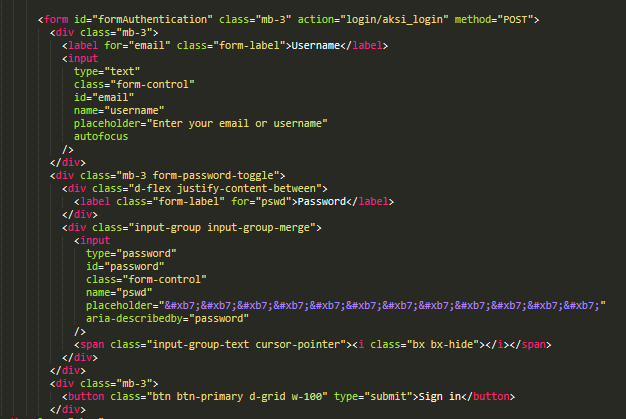 <form id="formAuthentication" class="mb-3" action="login/aksi_login" method="POST">
<div class="mb-3">
<label for="email" class="form-label">Username</label>
<input
type="text"
class="form-control"
id="email"
name="username"
placeholder="Enter your email or username"
autofocus
/>
</div>
<div class="mb-3 form-password-toggle">
<div class="d-flex justify-content-between">
<label class="form-label" for="pswd">Password</label>
</div>
<div class="input-group input-group-merge">
<input
type="password"
id="password"
class="form-control"
name="pswd"
placeholder="&#xb7;&#xb7;&#xb7;&#xb7;&#xb7;&#xb7;&#xb7;&#xb7;&#xb7;&#xb7;&#xb7;&#xb7;"
aria-describedby="password"
/>
<span class="input-group-text cursor-pointer"><i class="bx bx-hide"></i></span>
</div>
</div>
<div class="mb-3">
<button class="btn btn-primary d-grid w-100" type="submit">Sign in</button>
</div>